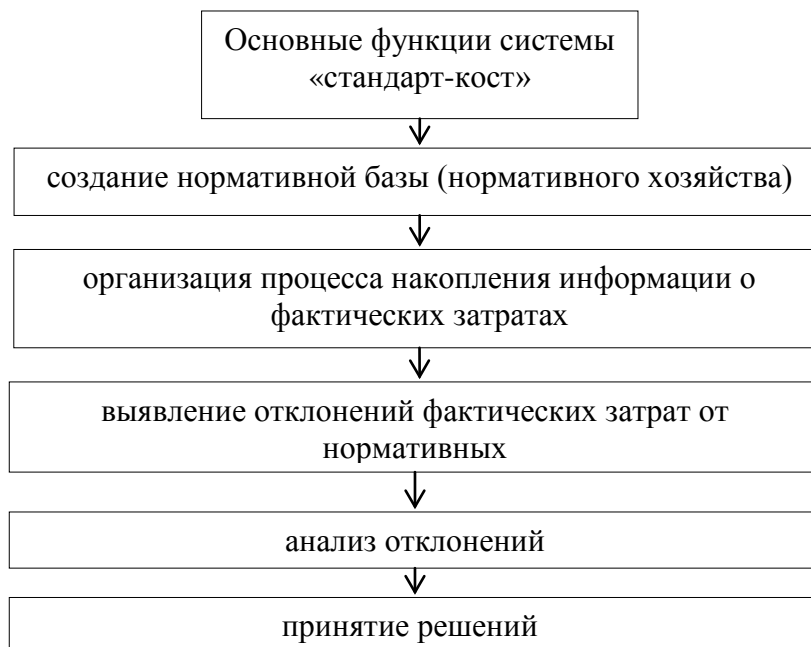 Основные функции системы
«стандарт-кост»
создание нормативной базы (нормативного хозяйства)
организация процесса накопления информации о
фактических затратах
выявление отклонений фактических затрат от
нормативных
анализ отклонений
принятие решений